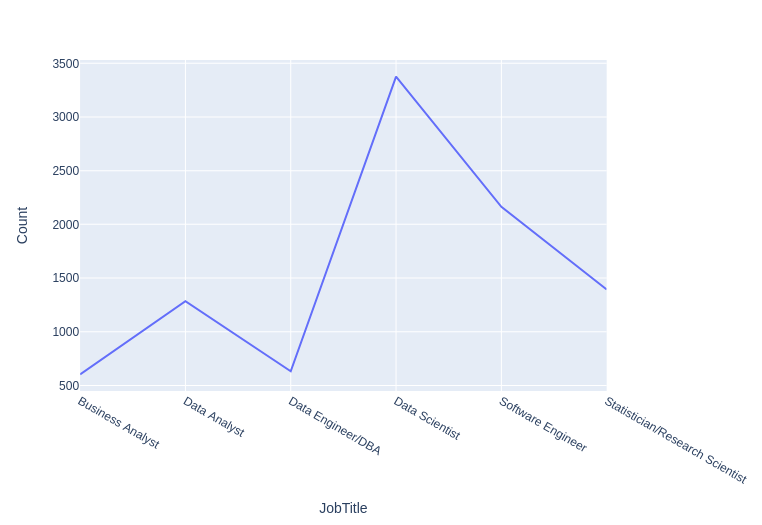 3500
3000
2500
2000
1500
1000
500
Count
Business Analyst
Data Analyst
Data Engineer/DBA
Data Scientist
Software Engineer
Statistician/Research Scientist
JobTitle